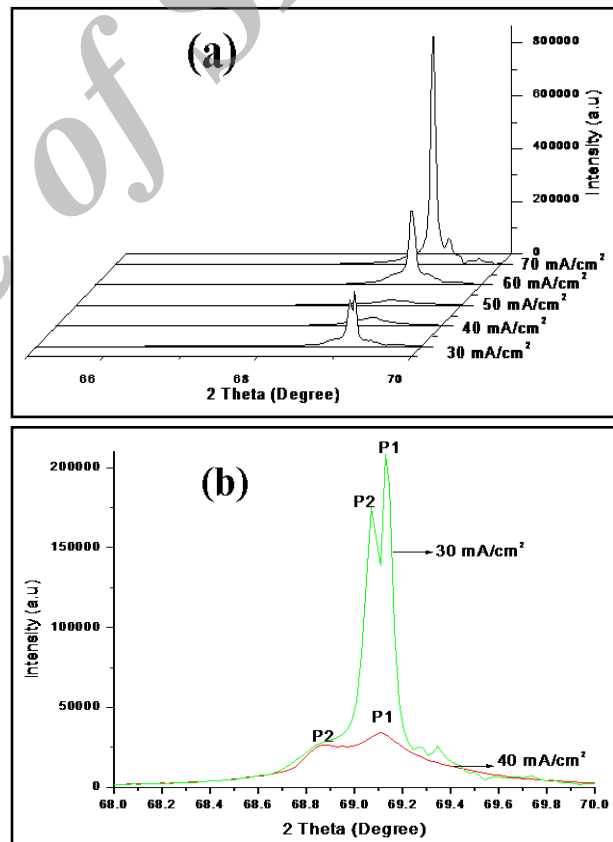 of S
(a)
800000
600000
400000
200000
0
Intensity (a.u)
70 mA/cm²
60 mA/cm²
50 mA/cm²
40 mA/cm²
30 mA/cm²
66 68 70
2 Theta (Degree)
(b)
P1
P2
30 mA/cm²
P1
P2
40 mA/cm²
200000
150000
100000
50000
0
Intensity (a.u)
68.0 68.2 68.4 68.6 68.8 69.0 69.2 69.4 69.6 69.8 70.0
2 Theta (Degree)